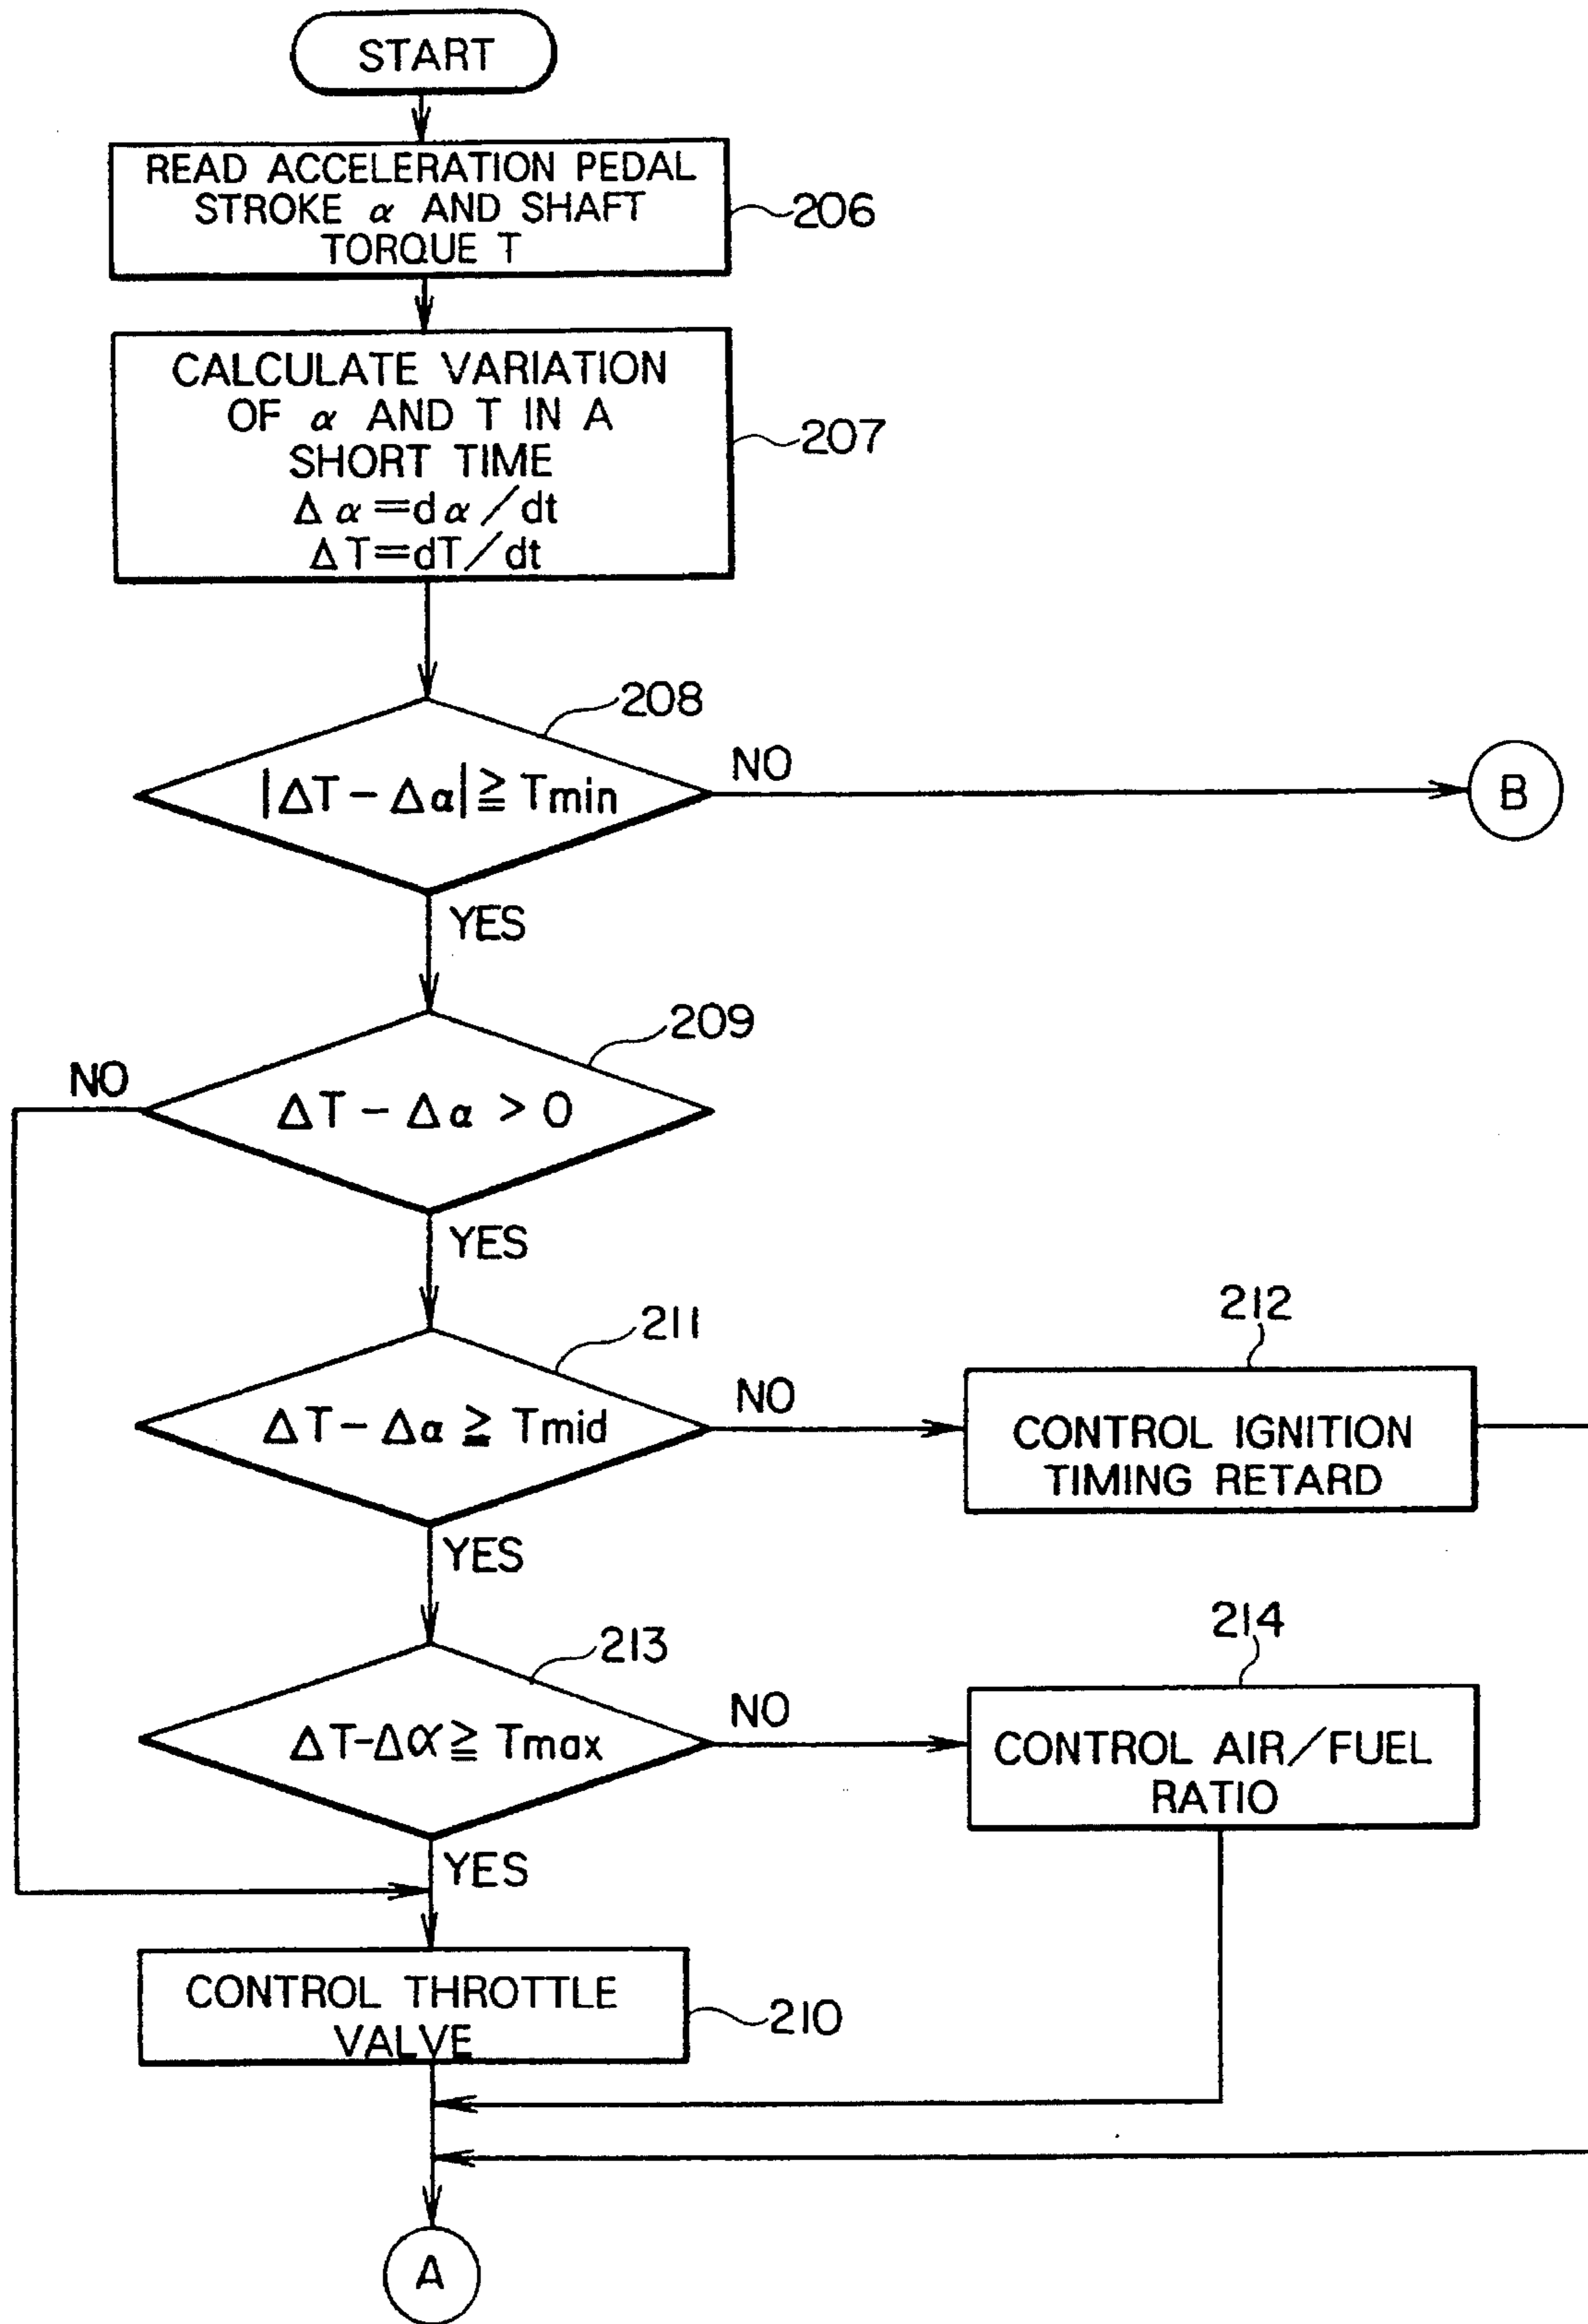 START
READ ACCELERATION PEDAL
STROKE α AND SHAFT
TORQUE T
206
CALCULATE VARIATION
OF α AND T IN A
SHORT TIME
Δα=dα/dt
ΔT=dT/dt
207
208
|ΔT-Δα|≧Tmin
NO
B
YES
209
NO
ΔT-Δα>0
YES
211
ΔT-Δα≧Tmid
NO
212
CONTROL IGNITION
TIMING RETARD
YES
213
ΔT-Δα≧Tmax
NO
214
CONTROL AIR/FUEL
RATIO
YES
CONTROL THROTTLE
VALVE
210
A